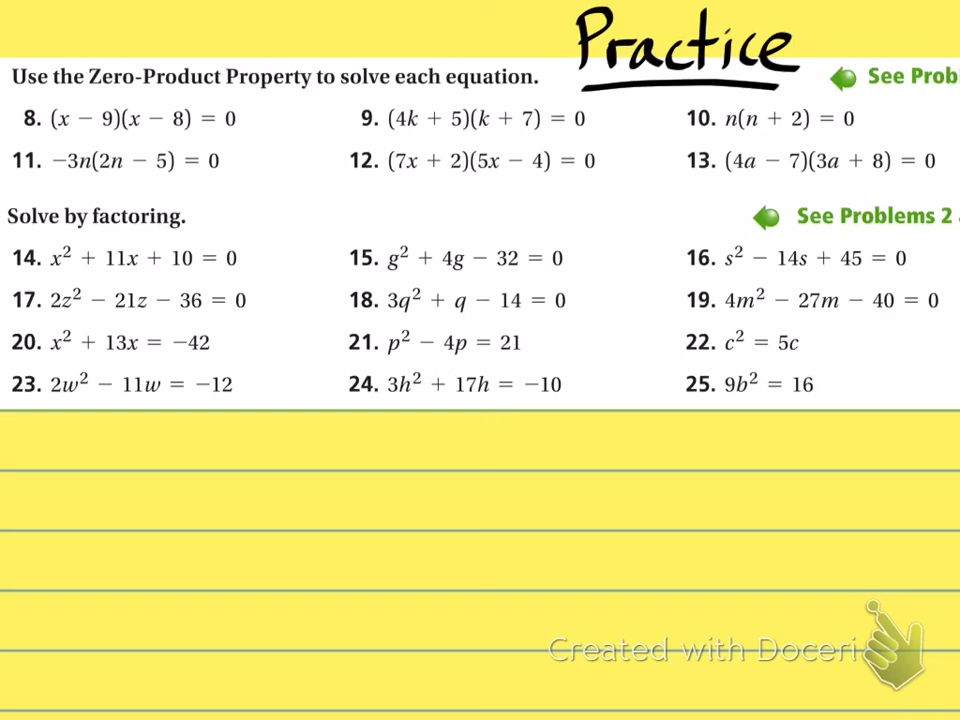 Practice
Use the Zero-Product Property to solve each equation. See Prob
8. (x − 9)(x − 8) = 0 9. (4k + 5)(k + 7) = 0 10. n(n + 2) = 0
11. −3n(2n − 5) = 0 12. (7x + 2)(5x − 4) = 0 13. (4a − 7)(3a + 8) = 0
Solve by factoring. See Problems 2
14. x² + 11x + 10 = 0 15. g² + 4g − 32 = 0 16. s² − 14s + 45 = 0
17. 2z² − 21z − 36 = 0 18. 3q² + q − 14 = 0 19. 4m² − 27m − 40 = 0
20. x² + 13x = −42 21. p² − 4p = 21 22. c² = 5c
23. 2w² − 11w = −12 24. 3h² + 17h = −10 25. 9b² = 16
Created with Doceri